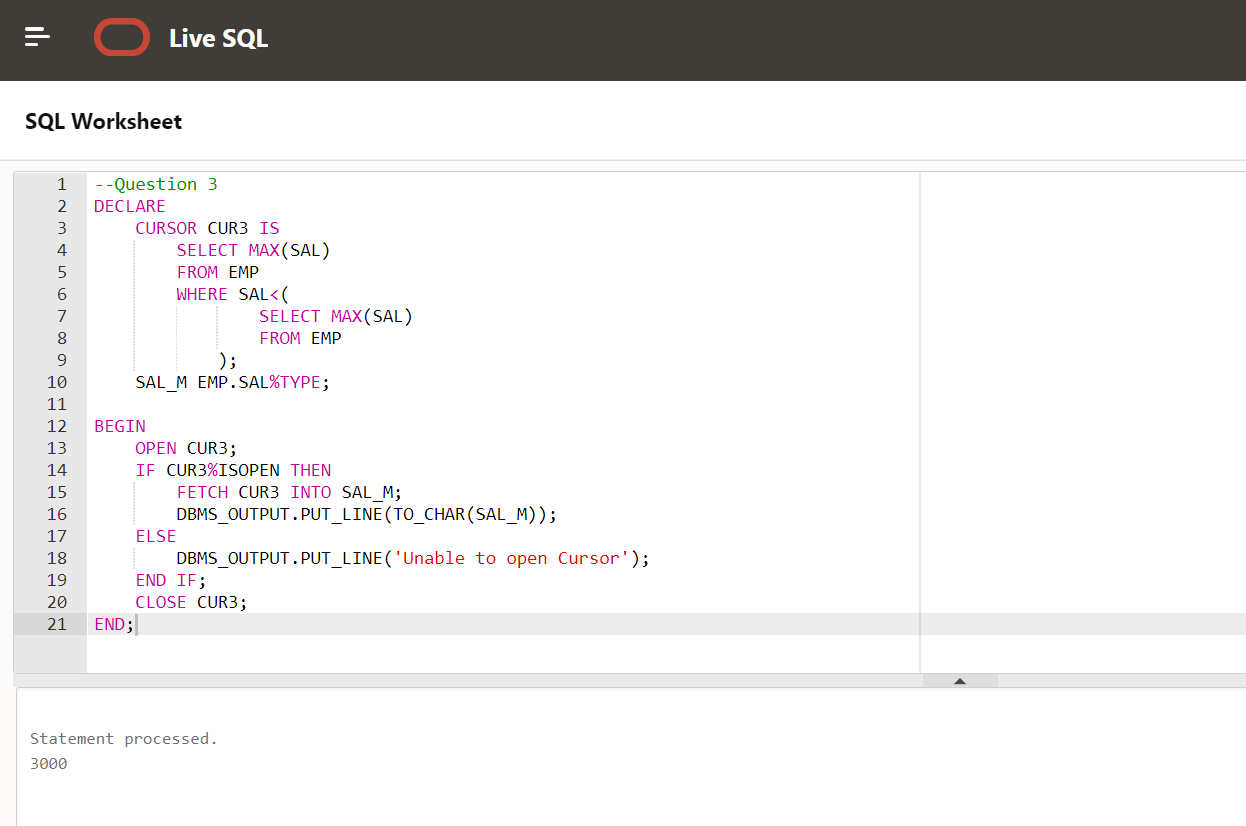 Live SQL
SQL Worksheet
1 --Question 3
2 DECLARE
3     CURSOR CUR3 IS
4         SELECT MAX(SAL)
5         FROM EMP
6         WHERE SAL<(
7                 SELECT MAX(SAL)
8                 FROM EMP
9             );
10     SAL_M EMP.SAL%TYPE;
11
12 BEGIN
13     OPEN CUR3;
14     IF CUR3%ISOPEN THEN
15         FETCH CUR3 INTO SAL_M;
16         DBMS_OUTPUT.PUT_LINE(TO_CHAR(SAL_M));
17     ELSE
18         DBMS_OUTPUT.PUT_LINE('Unable to open Cursor');
19     END IF;
20     CLOSE CUR3;
21 END;
Statement processed.
3000